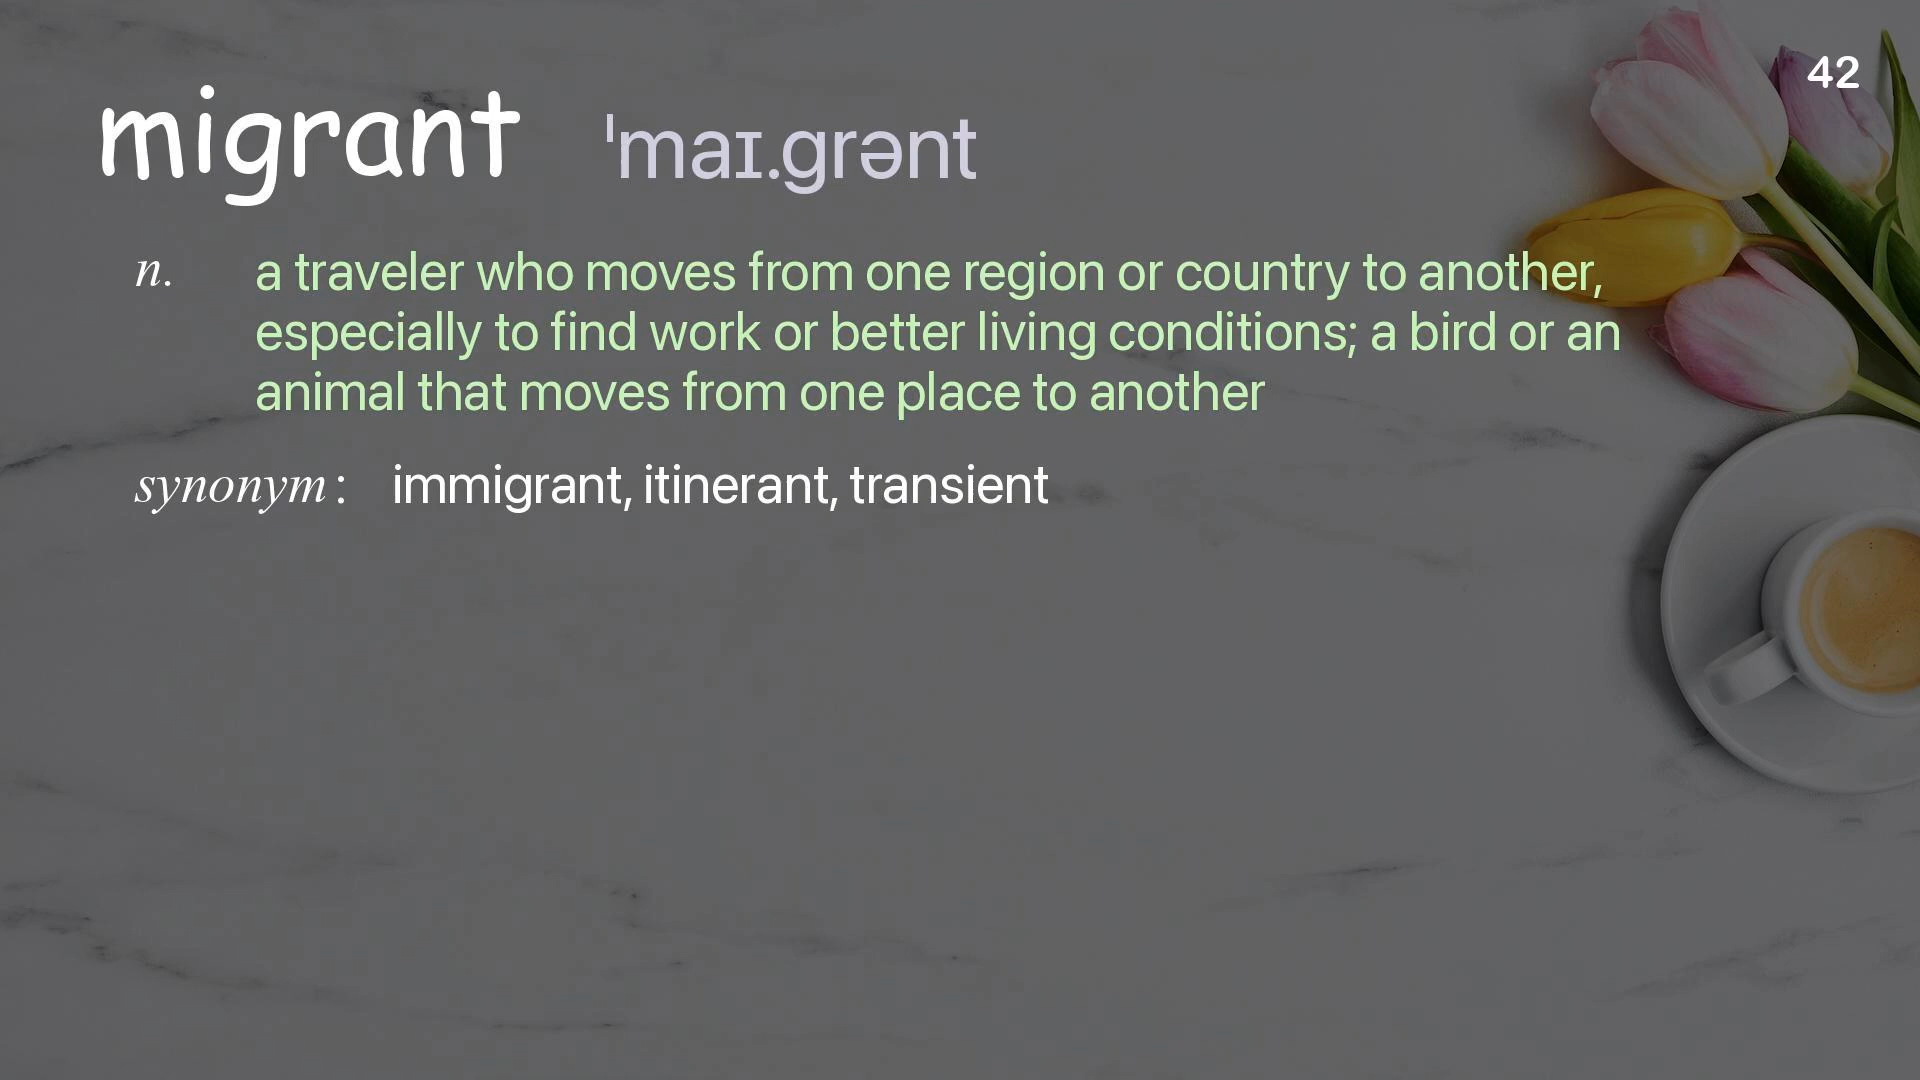 42
migrant ˈmaɪ.grənt
n. a traveler who moves from one region or country to another,
especially to find work or better living conditions; a bird or an
animal that moves from one place to another
synonym: immigrant, itinerant, transient